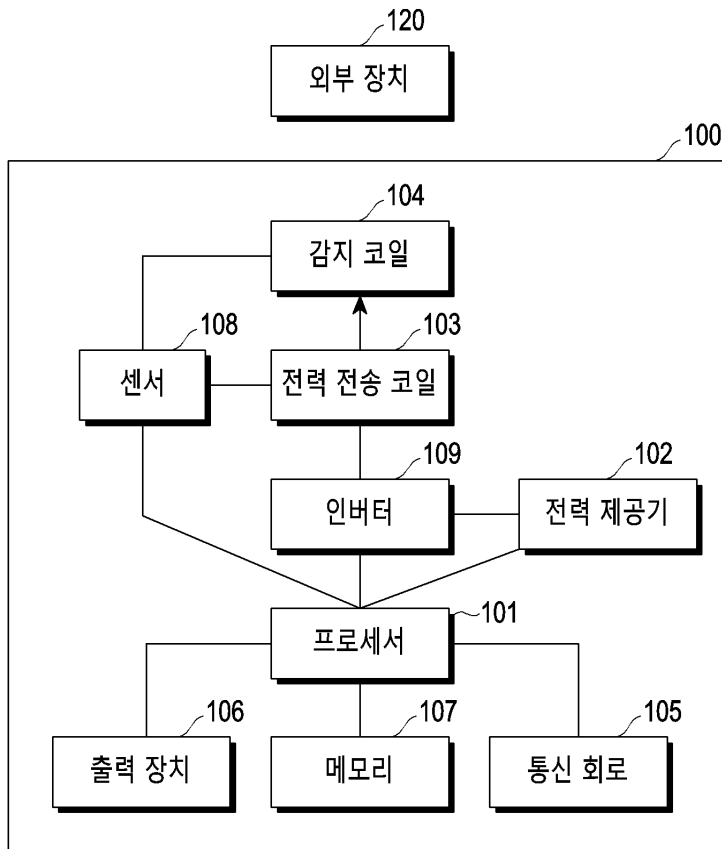 120
외부 장치
100
104
감지 코일
108
센서
103
전력 전송 코일
109
인버터
102
전력 제공기
프로세서
101
106
출력 장치
107
메모리
105
통신 회로